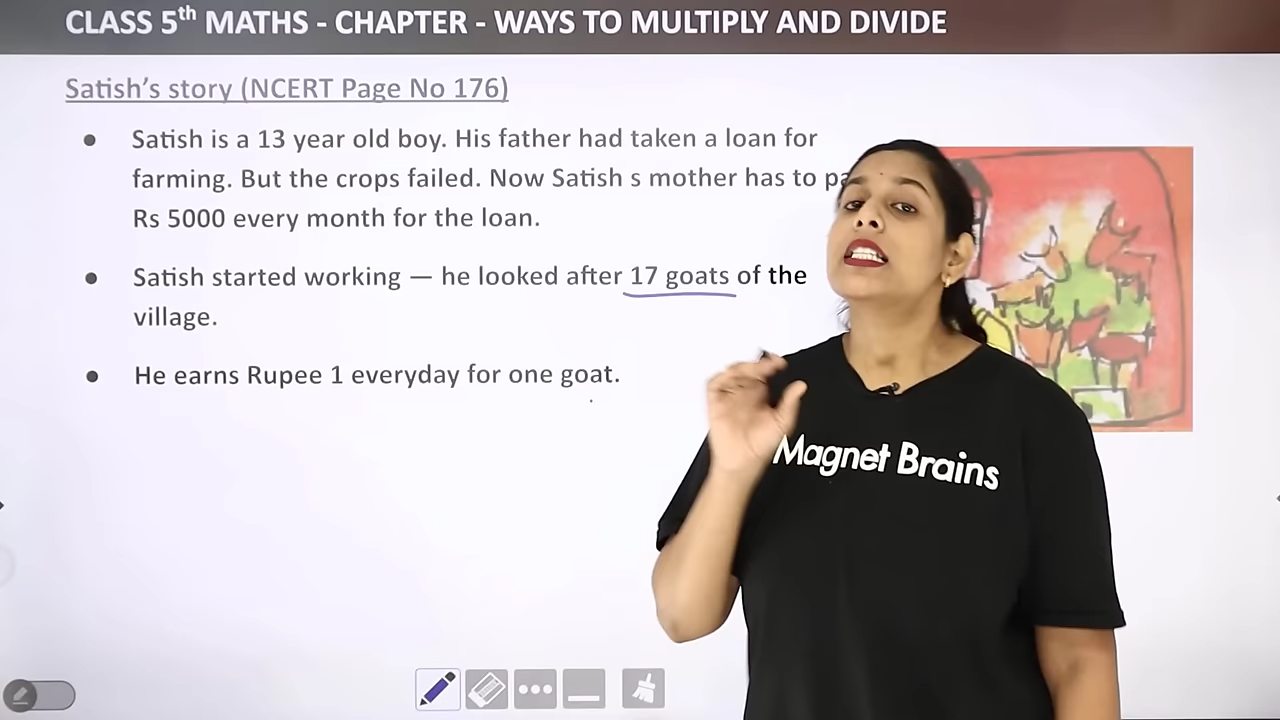 CLASS 5th MATHS - CHAPTER - WAYS TO MULTIPLY AND DIVIDE
Satish's story (NCERT Page No 176)
● Satish is a 13 year old boy. His father had taken a loan for
farming. But the crops failed. Now Satish s mother has to pa
Rs 5000 every month for the loan.
● Satish started working — he looked after 17 goats of the
village.
● He earns Rupee 1 everyday for one goat.
Magnet Brains